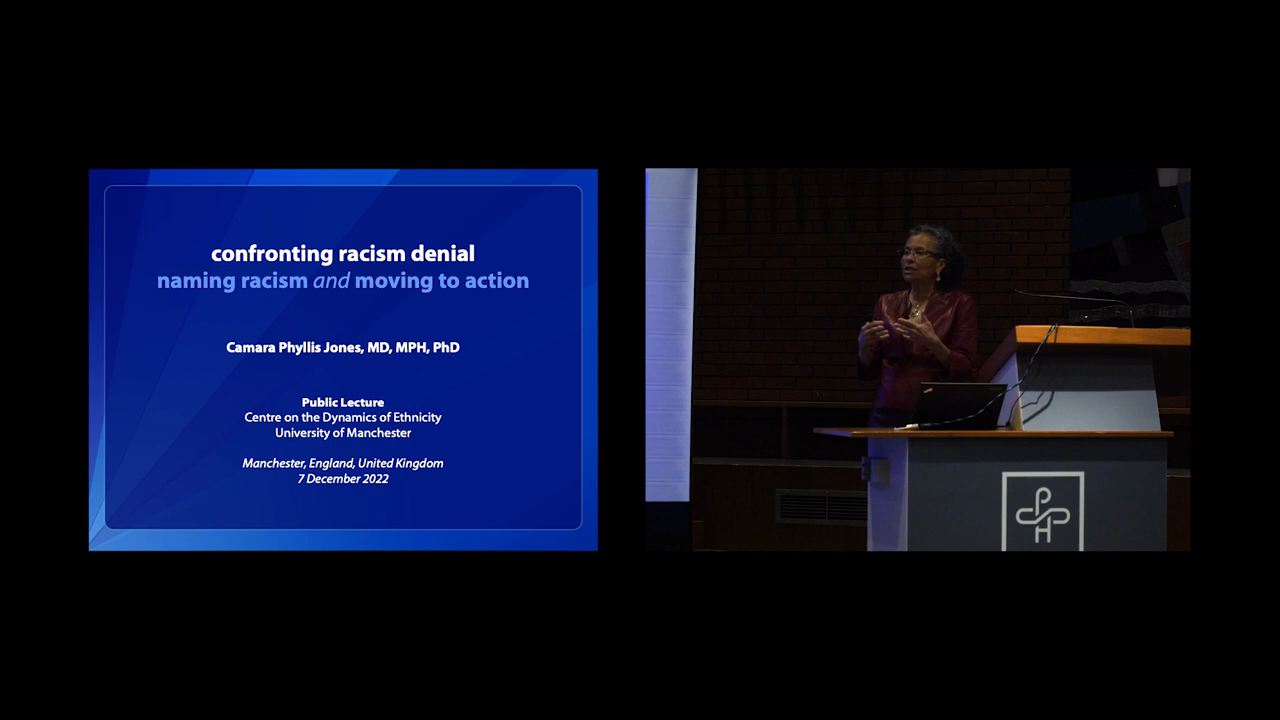 confronting racism denial
naming racism and moving to action
Camara Phyllis Jones, MD, MPH, PhD
Public Lecture
Centre on the Dynamics of Ethnicity
University of Manchester
Manchester, England, United Kingdom
7 December 2022
P
H